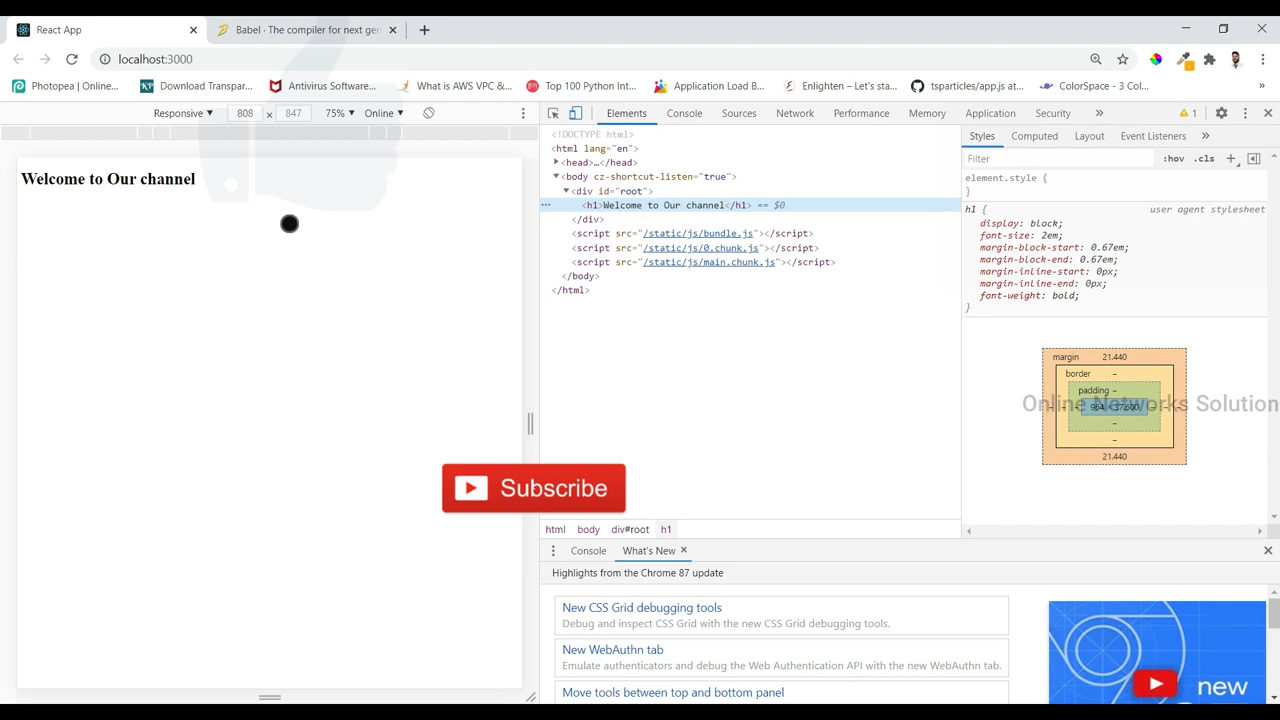 React App
Babel · The compiler for next gen
localhost:3000
Photopea | Online...
Download Transpar...
Antivirus Software...
What is AWS VPC &...
Top 100 Python Int...
Application Load B...
Enlighten – Let's sta...
tsparticles/app.js at...
ColorSpace - 3 Col...
»
Responsive ▼ 808 × 847 75% ▼ Online ▼
Elements Console Sources Network Performance Memory Application Security » 1
Styles Computed Layout Event Listeners »
Filter :hov .cls +
Welcome to Our channel
<!DOCTYPE html>
<html lang="en">
<head>…</head>
<body cz-shortcut-listen="true">
<div id="root">
<h1>Welcome to Our channel</h1> == $0
</div>
<script src="/static/js/bundle.js"></script>
<script src="/static/js/0.chunk.js"></script>
<script src="/static/js/main.chunk.js"></script>
</body>
</html>
element.style {
}
h1 { user agent stylesheet
display: block;
font-size: 2em;
margin-block-start: 0.67em;
margin-block-end: 0.67em;
margin-inline-start: 0px;
margin-inline-end: 0px;
font-weight: bold;
}
margin 21.440
border –
padding –
964 × 37.600
–
–
21.440
Online Networks Solution
Subscribe
html body div#root h1
Console What's New ×
Highlights from the Chrome 87 update
New CSS Grid debugging tools
Debug and inspect CSS Grid with the new CSS Grid debugging tools.
New WebAuthn tab
Emulate authenticators and debug the Web Authentication API with the new WebAuthn tab.
Move tools between top and bottom panel
new